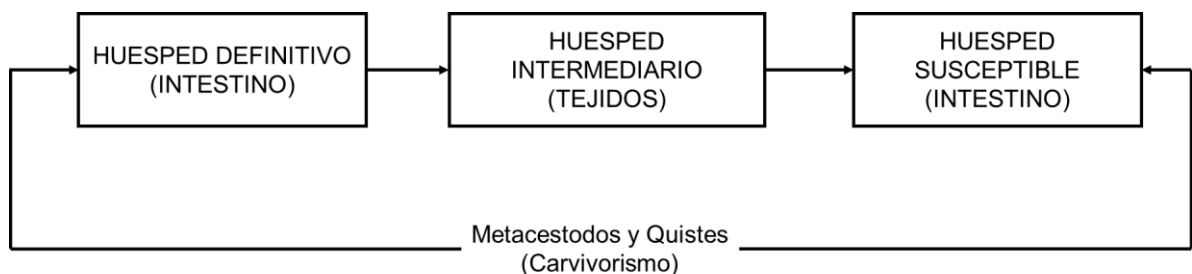 HUESPED DEFINITIVO
(INTESTINO)
HUESPED
INTERMEDIARIO
(TEJIDOS)
HUESPED
SUSCEPTIBLE
(INTESTINO)
Metacestodos y Quistes
(Carvivorismo)